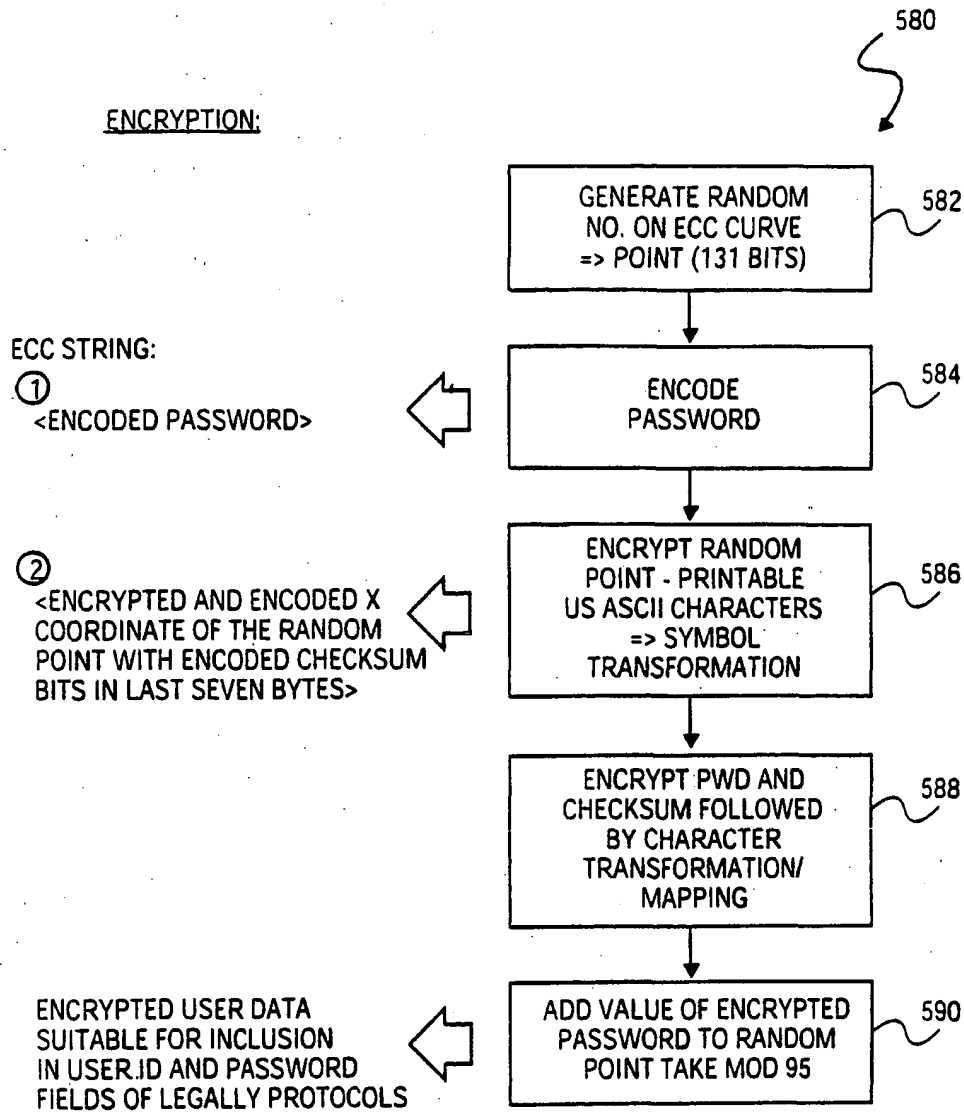 580
ENCRYPTION:
GENERATE RANDOM
NO. ON ECC CURVE
=> POINT (131 BITS)
582
ECC STRING:
1
<ENCODED PASSWORD>
ENCODE
PASSWORD
584
2
<ENCRYPTED AND ENCODED X
COORDINATE OF THE RANDOM
POINT WITH ENCODED CHECKSUM
BITS IN LAST SEVEN BYTES>
ENCRYPT RANDOM
POINT - PRINTABLE
US ASCII CHARACTERS
=> SYMBOL
TRANSFORMATION
586
ENCRYPT PWD AND
CHECKSUM FOLLOWED
BY CHARACTER
TRANSFORMATION/
MAPPING
588
ENCRYPTED USER DATA
SUITABLE FOR INCLUSION
IN USER.ID AND PASSWORD
FIELDS OF LEGALLY PROTOCOLS
ADD VALUE OF ENCRYPTED
PASSWORD TO RANDOM
POINT TAKE MOD 95
590